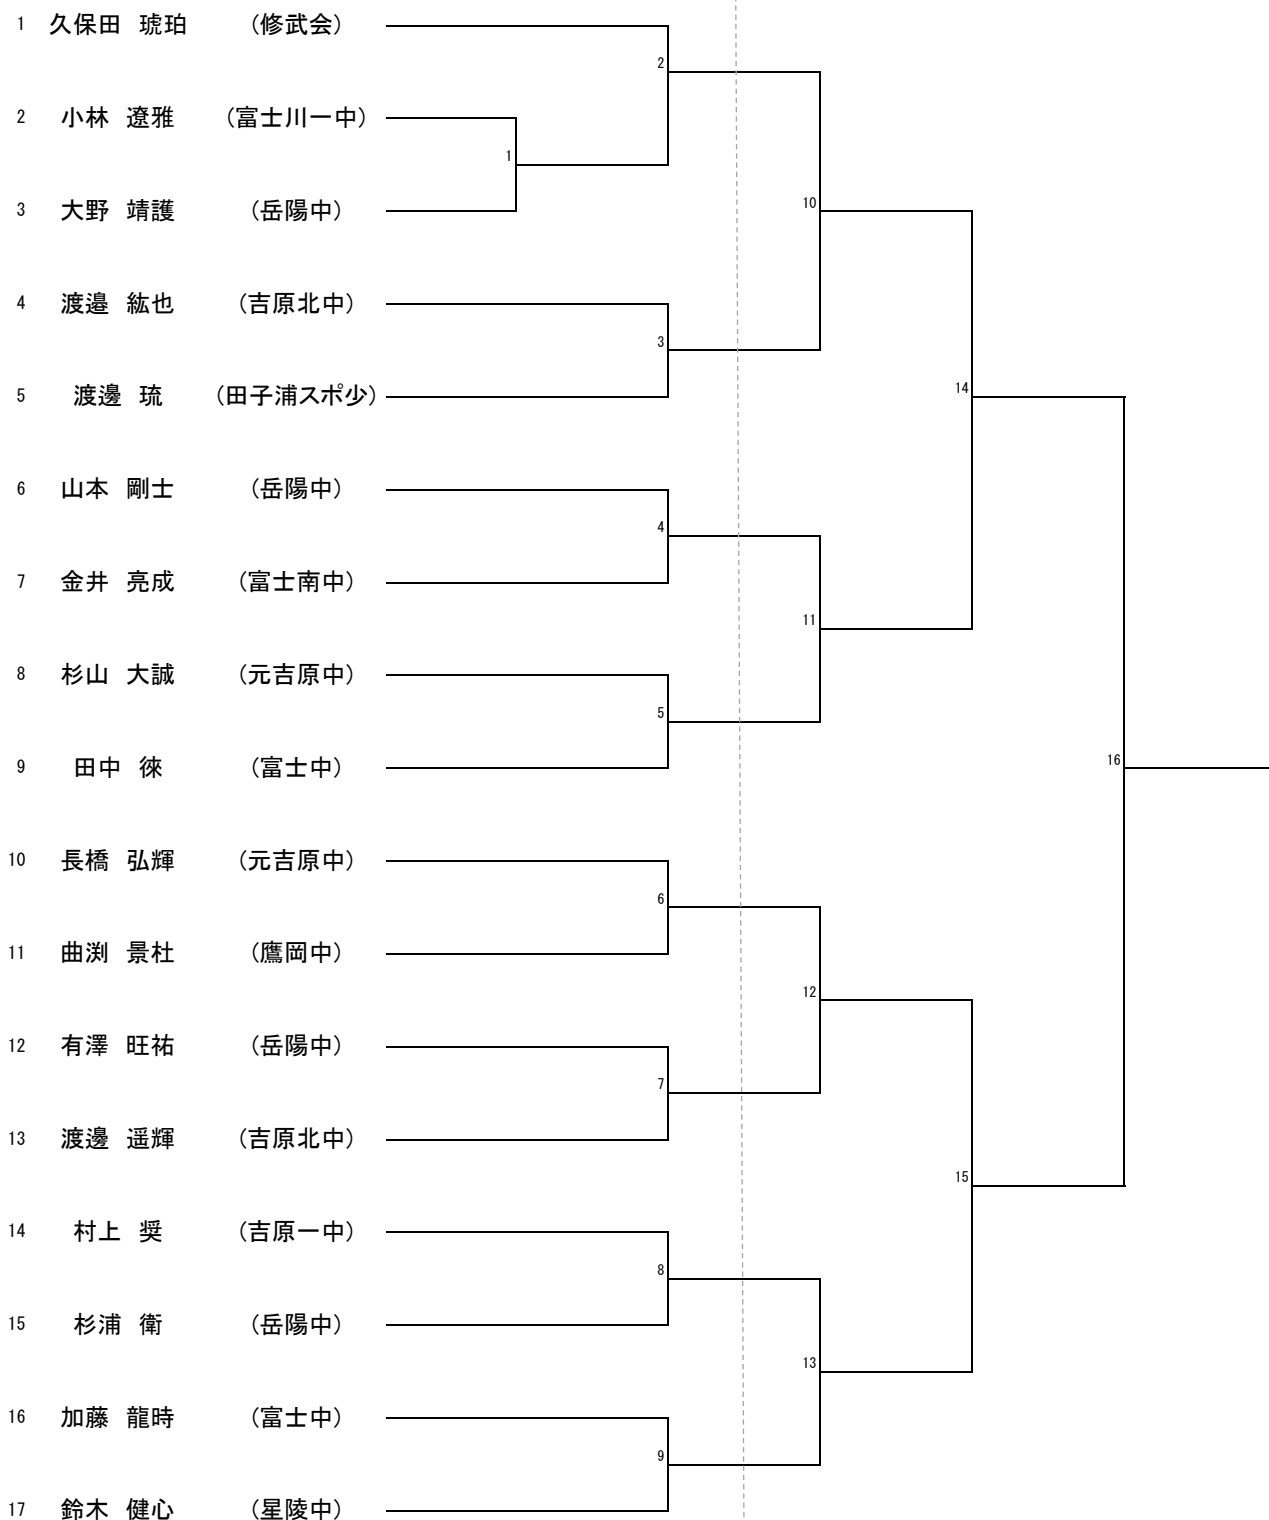 1 久保田 琥珀 （修武会）
2
2 小林 遼雅 （富士川一中）
1
3 大野 靖護 （岳陽中）
10
4 渡邉 紘也 （吉原北中）
3
5 渡邊 琉 （田子浦スポ少）
14
6 山本 剛士 （岳陽中）
4
7 金井 亮成 （富士南中）
11
8 杉山 大誠 （元吉原中）
5
9 田中 徠 （富士中）
16
10 長橋 弘輝 （元吉原中）
6
11 曲渕 景杜 （鷹岡中）
12
12 有澤 旺祐 （岳陽中）
7
13 渡邊 遥輝 （吉原北中）
15
14 村上 奨 （吉原一中）
8
15 杉浦 衛 （岳陽中）
13
16 加藤 龍時 （富士中）
9
17 鈴木 健心 （星陵中）